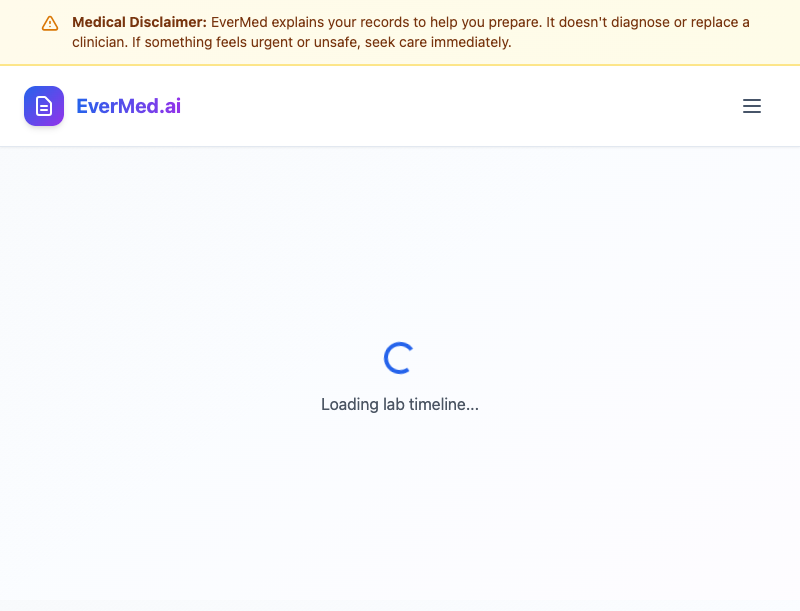 Medical Disclaimer: EverMed explains your records to help you prepare. It doesn't diagnose or replace a
clinician. If something feels urgent or unsafe, seek care immediately.
EverMed.ai
Loading lab timeline...